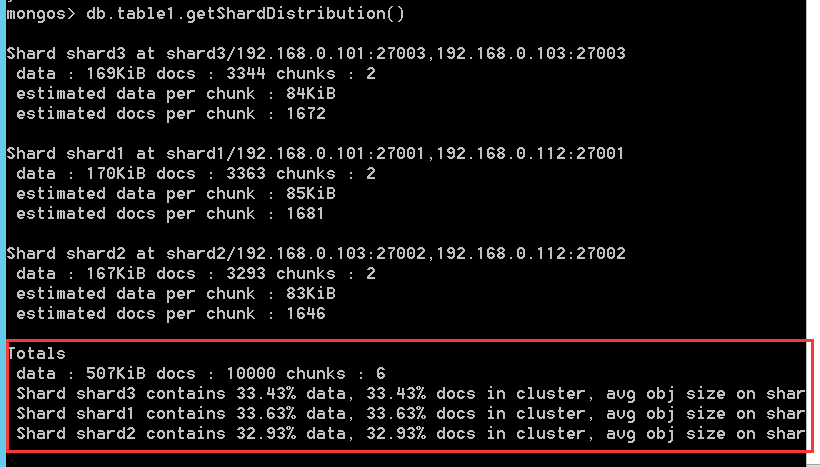 mongos> db.table1.getShardDistribution()
Shard shard3 at shard3/192.168.0.101:27003,192.168.0.103:27003
data : 169KiB docs : 3344 chunks : 2
estimated data per chunk : 84KiB
estimated docs per chunk : 1672
Shard shard1 at shard1/192.168.0.101:27001,192.168.0.112:27001
data : 170KiB docs : 3363 chunks : 2
estimated data per chunk : 85KiB
estimated docs per chunk : 1681
Shard shard2 at shard2/192.168.0.103:27002,192.168.0.112:27002
data : 167KiB docs : 3293 chunks : 2
estimated data per chunk : 83KiB
estimated docs per chunk : 1646
Totals
data : 507KiB docs : 10000 chunks : 6
Shard shard3 contains 33.43% data, 33.43% docs in cluster, avg obj size on shar
Shard shard1 contains 33.63% data, 33.63% docs in cluster, avg obj size on shar
Shard shard2 contains 32.93% data, 32.93% docs in cluster, avg obj size on shar